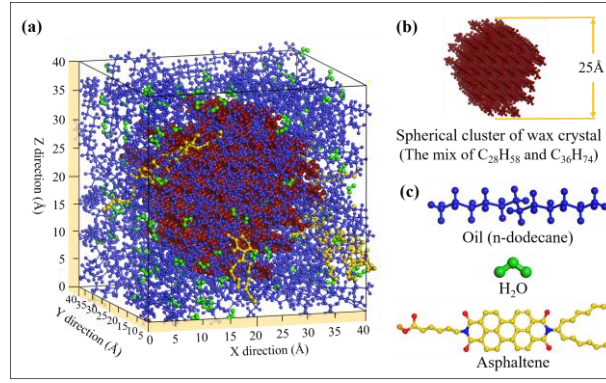 (a)
40
35
30
25
20
15
10
5
0
Z direction (Å)
40 35 30 25 20 15 10 5
Y direction (Å)
0 5 10 15 20 25 30 35 40
X direction (Å)
(b)
25Å
Spherical cluster of wax crystal
(The mix of C₂₈H₅₈ and C₃₆H₇₄)
(c)
Oil (n-dodecane)
H₂O
Asphaltene